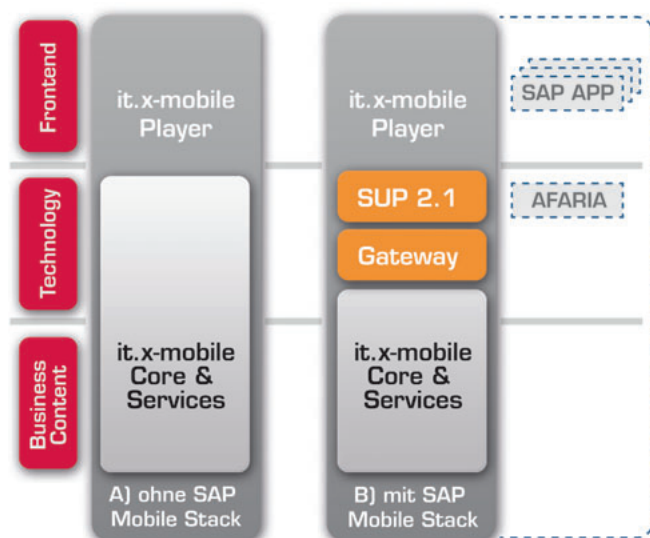 Frontend
it.x-mobile
Player
it.x-mobile
Player
SAP APP
Technology
SUP 2.1
AFARIA
Gateway
Business
Content
it.x-mobile
Core &
Services
it.x-mobile
Core &
Services
A) ohne SAP
Mobile Stack
B) mit SAP
Mobile Stack